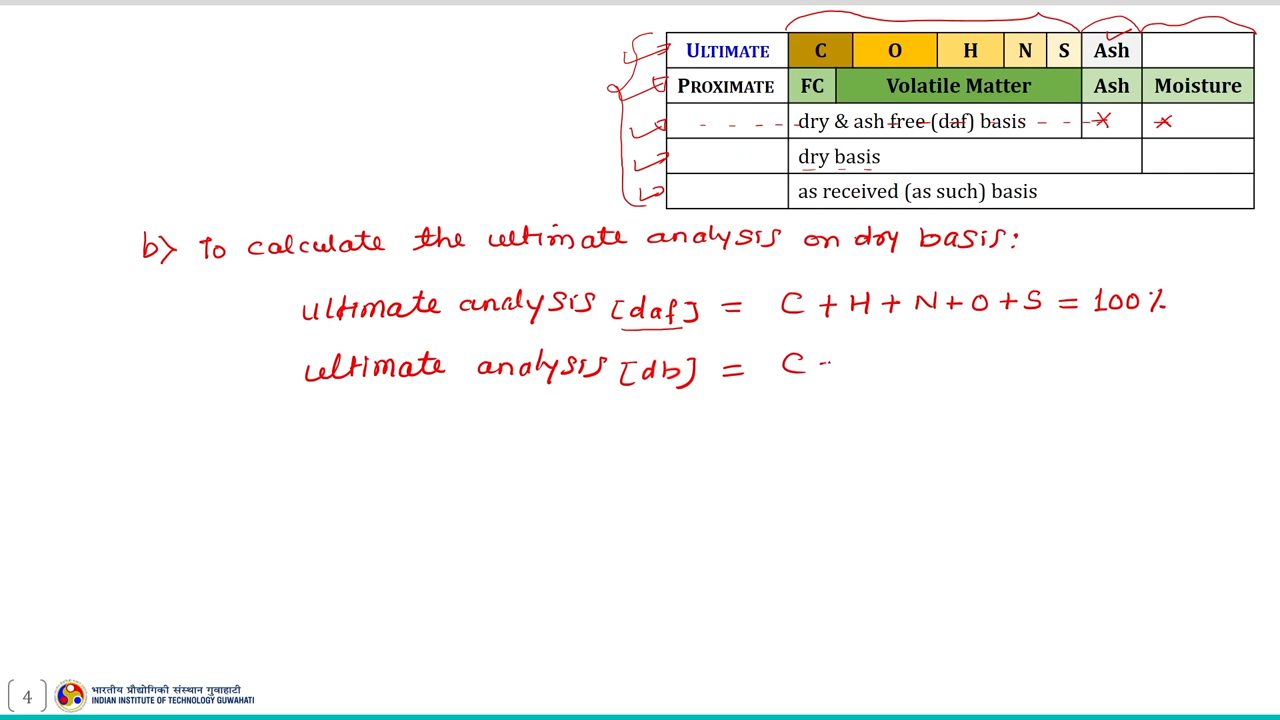 ULTIMATE C O H N S Ash
PROXIMATE FC Volatile Matter Ash Moisture
dry & ash free (daf) basis
dry basis
as received (as such) basis
b) To calculate the ultimate analysis on dry basis:
ultimate analysis [daf] = C + H + N + O + S = 100%
ultimate analysis [db] = C -
4
भारतीय प्रौद्योगिकी संस्थान गुवाहाटी
INDIAN INSTITUTE OF TECHNOLOGY GUWAHATI